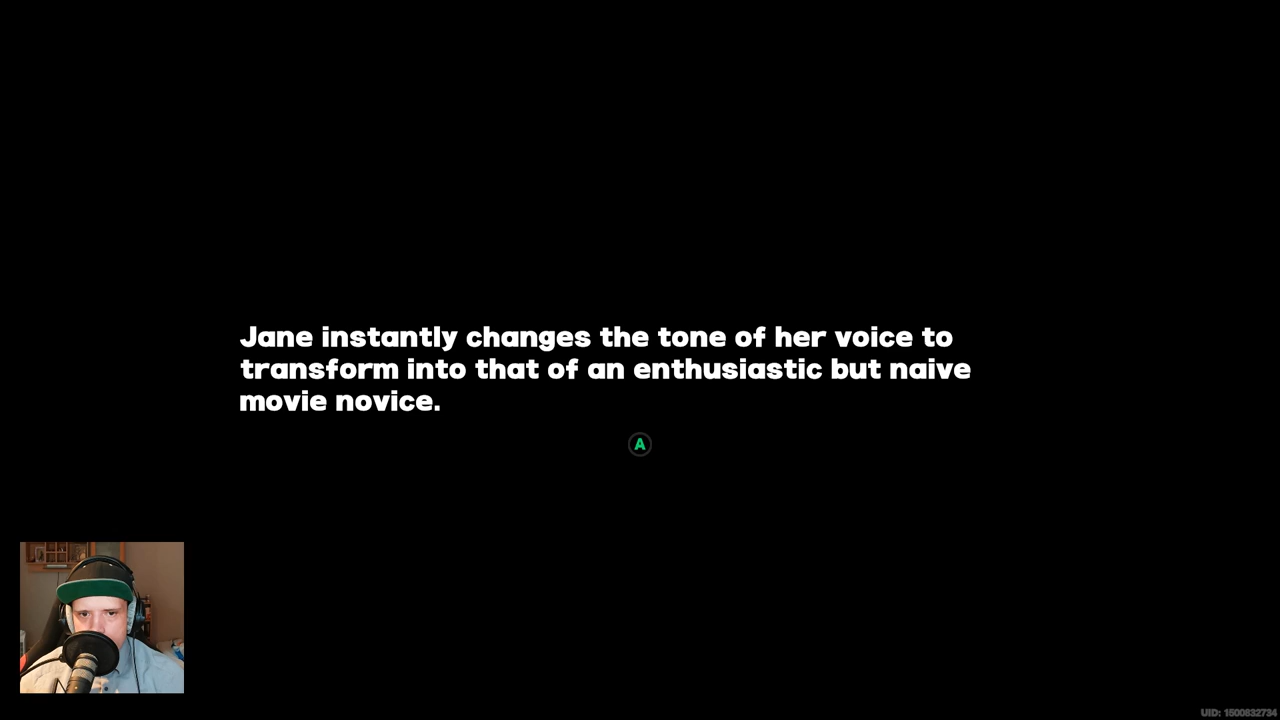 Jane instantly changes the tone of her voice to
transform into that of an enthusiastic but naive
movie novice.
A
UID: 1500832734